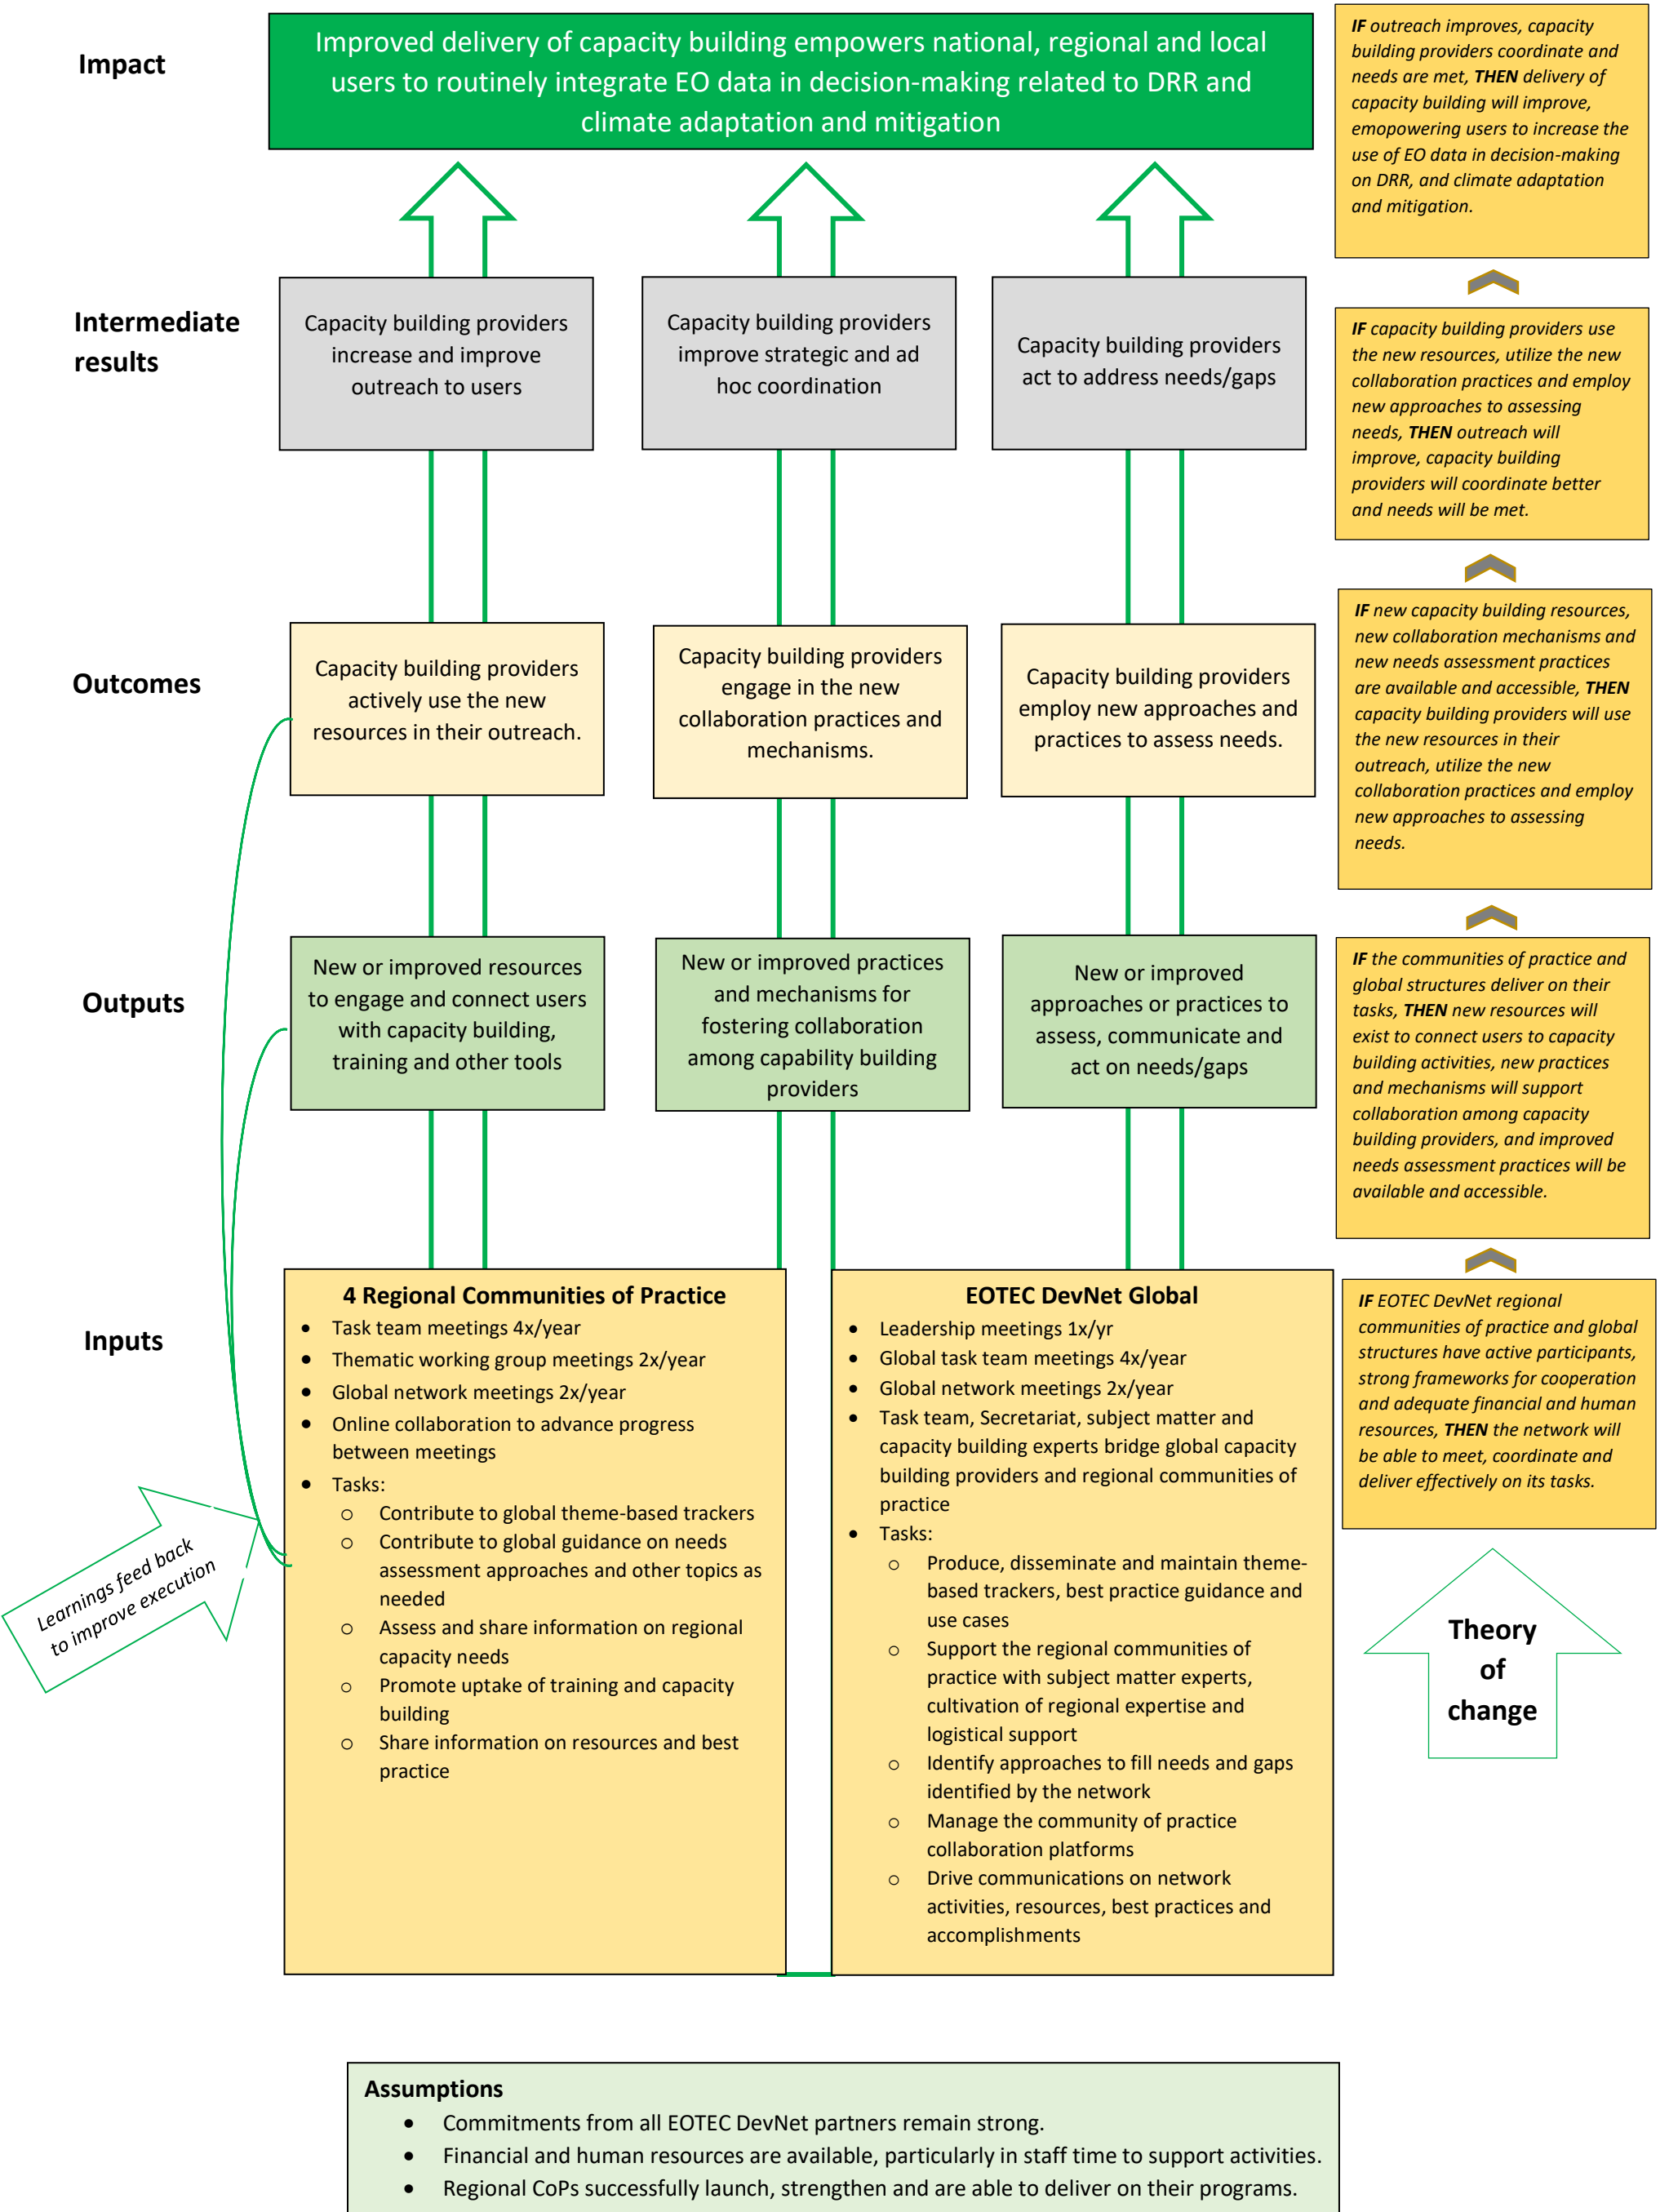 Impact
Improved delivery of capacity building empowers national, regional and local
users to routinely integrate EO data in decision-making related to DRR and
climate adaptation and mitigation
IF outreach improves, capacity
building providers coordinate and
needs are met, THEN delivery of
capacity building will improve,
emopowering users to increase the
use of EO data in decision-making
on DRR, and climate adaptation
and mitigation.
Intermediate
results
Capacity building providers
increase and improve
outreach to users
Capacity building providers
improve strategic and ad
hoc coordination
Capacity building providers
act to address needs/gaps
IF capacity building providers use
the new resources, utilize the new
collaboration practices and employ
new approaches to assessing
needs, THEN outreach will
improve, capacity building
providers will coordinate better
and needs will be met.
Outcomes
Capacity building providers
actively use the new
resources in their outreach.
Capacity building providers
engage in the new
collaboration practices and
mechanisms.
Capacity building providers
employ new approaches and
practices to assess needs.
IF new capacity building resources,
new collaboration mechanisms and
new needs assessment practices
are available and accessible, THEN
capacity building providers will use
the new resources in their
outreach, utilize the new
collaboration practices and employ
new approaches to assessing
needs.
Outputs
New or improved resources
to engage and connect users
with capacity building,
training and other tools
New or improved practices
and mechanisms for
fostering collaboration
among capability building
providers
New or improved
approaches or practices to
assess, communicate and
act on needs/gaps
IF the communities of practice and
global structures deliver on their
tasks, THEN new resources will
exist to connect users to capacity
building activities, new practices
and mechanisms will support
collaboration among capacity
building providers, and improved
needs assessment practices will be
available and accessible.
Inputs
4 Regional Communities of Practice
• Task team meetings 4x/year
• Thematic working group meetings 2x/year
• Global network meetings 2x/year
• Online collaboration to advance progress
between meetings
• Tasks:
o Contribute to global theme-based trackers
o Contribute to global guidance on needs
assessment approaches and other topics as
needed
o Assess and share information on regional
capacity needs
o Promote uptake of training and capacity
building
o Share information on resources and best
practice
EOTEC DevNet Global
• Leadership meetings 1x/yr
• Global task team meetings 4x/year
• Global network meetings 2x/year
• Task team, Secretariat, subject matter and
capacity building experts bridge global capacity
building providers and regional communities of
practice
• Tasks:
o Produce, disseminate and maintain theme-
based trackers, best practice guidance and
use cases
o Support the regional communities of
practice with subject matter experts,
cultivation of regional expertise and
logistical support
o Identify approaches to fill needs and gaps
identified by the network
o Manage the community of practice
collaboration platforms
o Drive communications on network
activities, resources, best practices and
accomplishments
IF EOTEC DevNet regional
communities of practice and global
structures have active participants,
strong frameworks for cooperation
and adequate financial and human
resources, THEN the network will
be able to meet, coordinate and
deliver effectively on its tasks.
Learnings feed back
to improve execution
Theory
of
change
Assumptions
• Commitments from all EOTEC DevNet partners remain strong.
• Financial and human resources are available, particularly in staff time to support activities.
• Regional CoPs successfully launch, strengthen and are able to deliver on their programs.